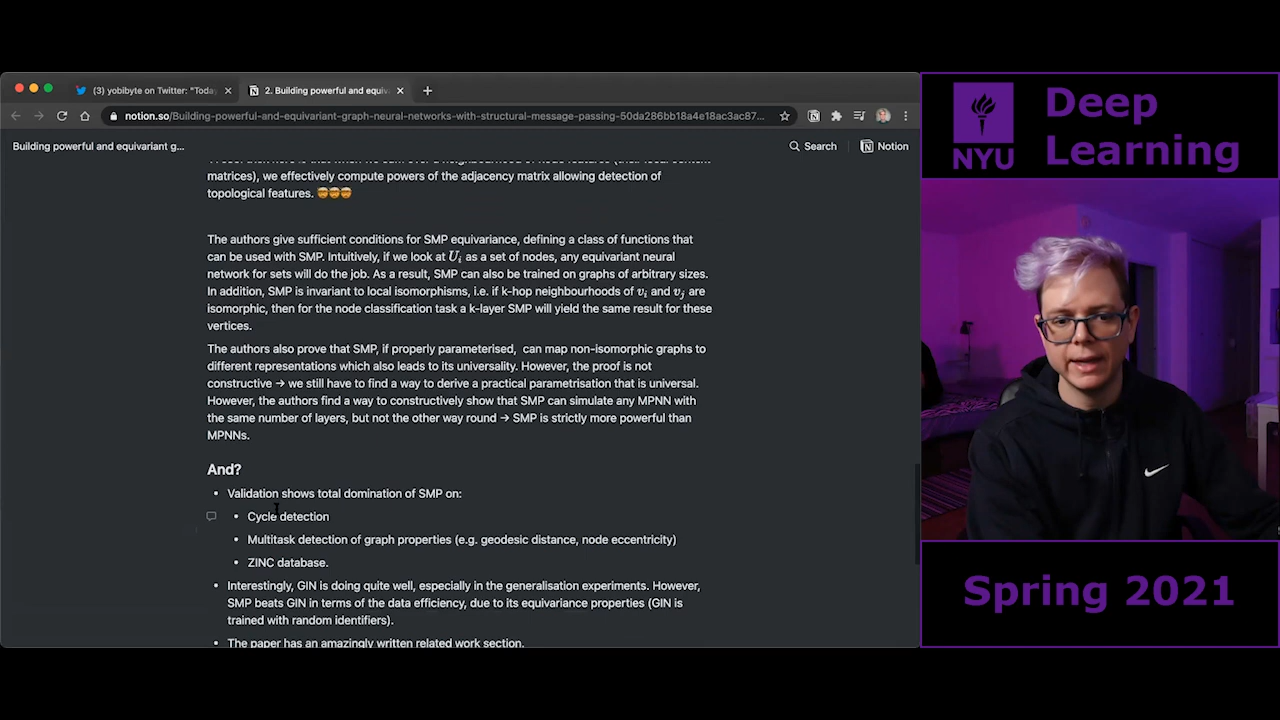 (3) yobibyte on Twitter: "Toda
2. Building powerful and equiv
notion.so/Building-powerful-and-equivariant-graph-neural-networks-with-structural-message-passing-50da286bb18a4e18ac3ac87...
Building powerful and equivariant g...
Search
Notion
matrices), we effectively compute powers of the adjacency matrix allowing detection of
topological features. 🤯🤯🤯
The authors give sufficient conditions for SMP equivariance, defining a class of functions that
can be used with SMP. Intuitively, if we look at Uᵢ as a set of nodes, any equivariant neural
network for sets will do the job. As a result, SMP can also be trained on graphs of arbitrary sizes.
In addition, SMP is invariant to local isomorphisms, i.e. if k-hop neighbourhoods of vᵢ and vⱼ are
isomorphic, then for the node classification task a k-layer SMP will yield the same result for these
vertices.
The authors also prove that SMP, if properly parameterised, can map non-isomorphic graphs to
different representations which also leads to its universality. However, the proof is not
constructive → we still have to find a way to derive a practical parametrisation that is universal.
However, the authors find a way to constructively show that SMP can simulate any MPNN with
the same number of layers, but not the other way round → SMP is strictly more powerful than
MPNNs.
And?
• Validation shows total domination of SMP on:
• Cycle detection
• Multitask detection of graph properties (e.g. geodesic distance, node eccentricity)
• ZINC database.
• Interestingly, GIN is doing quite well, especially in the generalisation experiments. However,
SMP beats GIN in terms of the data efficiency, due to its equivariance properties (GIN is
trained with random identifiers).
• The paper has an amazingly written related work section.
NYU
Deep
Learning
Spring 2021